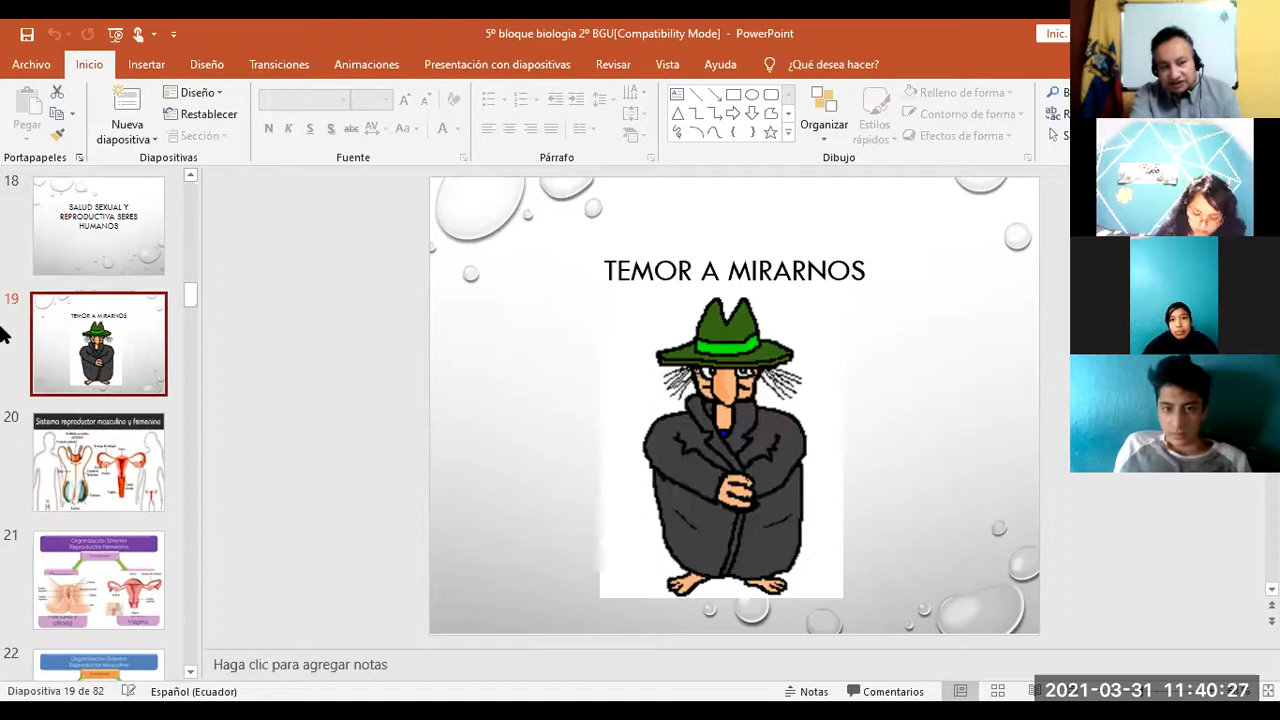 5º bloque biologia 2º BGU[Compatibility Mode] - PowerPoint
Inic.
Archivo Inicio Insertar Diseño Transiciones Animaciones Presentación con diapositivas Revisar Vista Ayuda ¿Qué desea hacer?
Pegar
Nueva
diapositiva
Diseño
Restablecer
Sección
N K S abc AV Aa A
Organizar
Estilos
rápidos
Relleno de forma
Contorno de forma
Efectos de forma
Portapapeles Diapositivas Fuente Párrafo Dibujo
18
SALUD SEXUAL Y
REPRODUCTIVA SERES
HUMANOS
19
TEMOR A MIRARNOS
20
Sistema reproductor masculino y femenino
21
Organización Sistema
Reproductor Femenino
Vagina
22
Organización Sistema
Reproductor Masculino
TEMOR A MIRARNOS
Haga clic para agregar notas
Diapositiva 19 de 82 Español (Ecuador) Notas Comentarios
2021-03-31 11:40:27